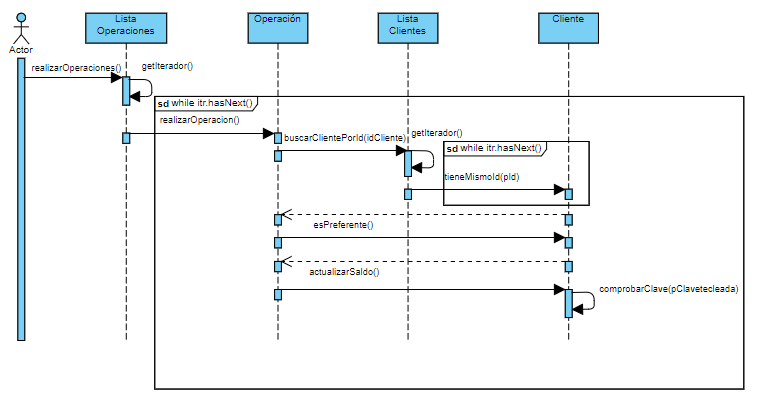 Lista
Operaciones
Operación
Lista
Clientes
Cliente
Actor
realizarOperaciones()
getIterador()
sd while itr.hasNext()
realizarOperacion()
buscarClientePorId(idCliente)
getIterador()
sd while itr.hasNext()
tieneMismoId(pId)
esPreferente()
actualizarSaldo()
comprobarClave(pClavetecleada)